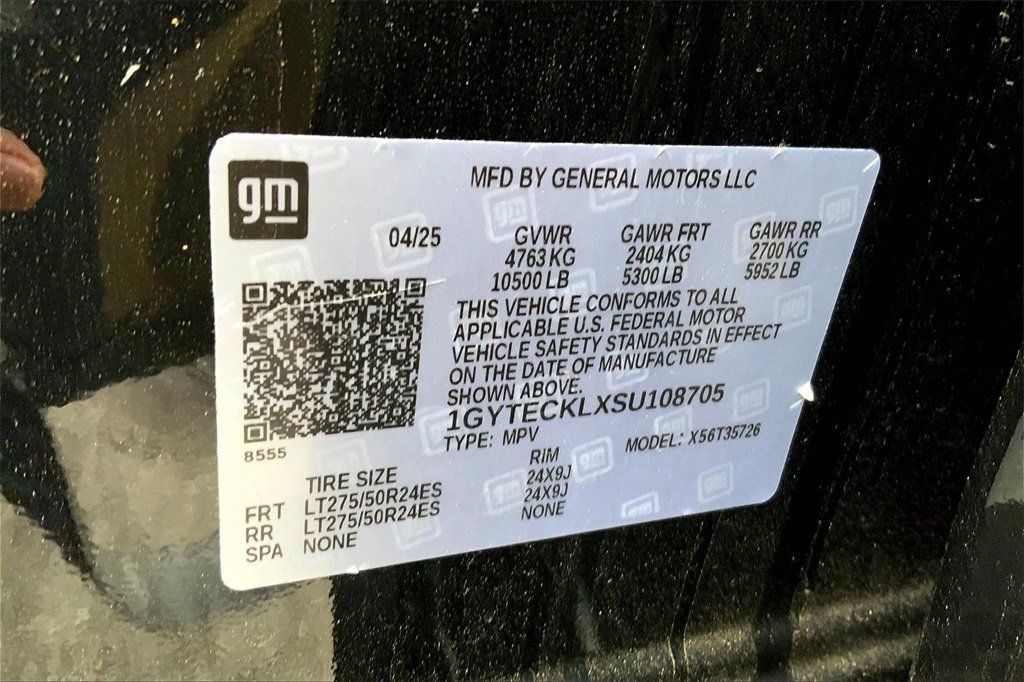 gm
MFD BY GENERAL MOTORS LLC
04/25
GVWR GAWR FRT GAWR RR
4763 KG 2404 KG 2700 KG
10500 LB 5300 LB 5952 LB
THIS VEHICLE CONFORMS TO ALL
APPLICABLE U.S. FEDERAL MOTOR
VEHICLE SAFETY STANDARDS IN EFFECT
ON THE DATE OF MANUFACTURE
SHOWN ABOVE.
1GYTECKLXSU108705
TYPE: MPV MODEL: X56T35726
8555
TIRE SIZE RIM
FRT LT275/50R24ES 24X9J
RR LT275/50R24ES 24X9J
SPA NONE NONE